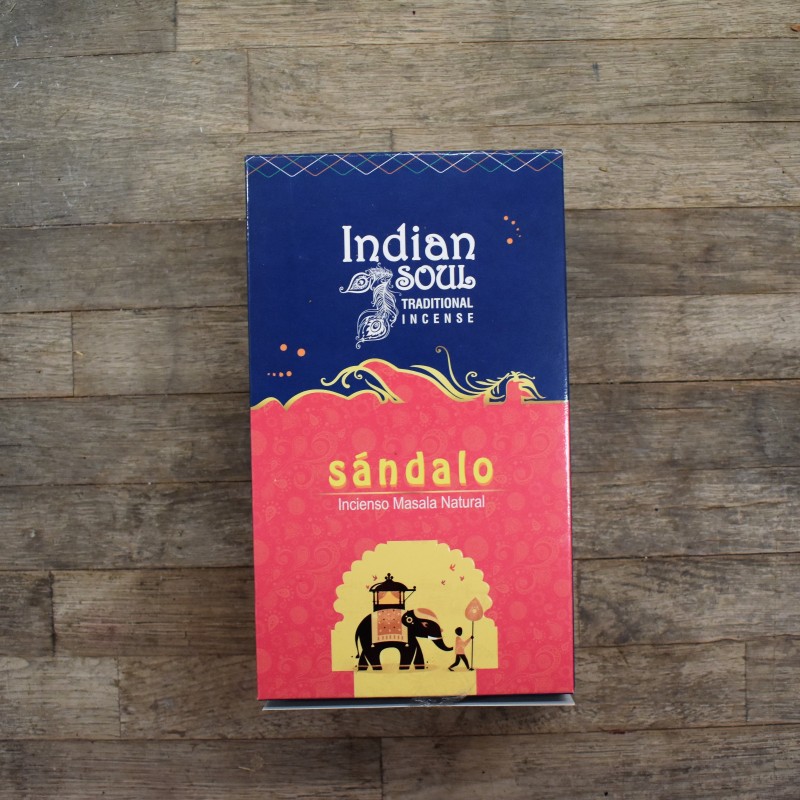 Indian
SOUL
TRADITIONAL
INCENSE
sándalo
Incienso Masala Natural